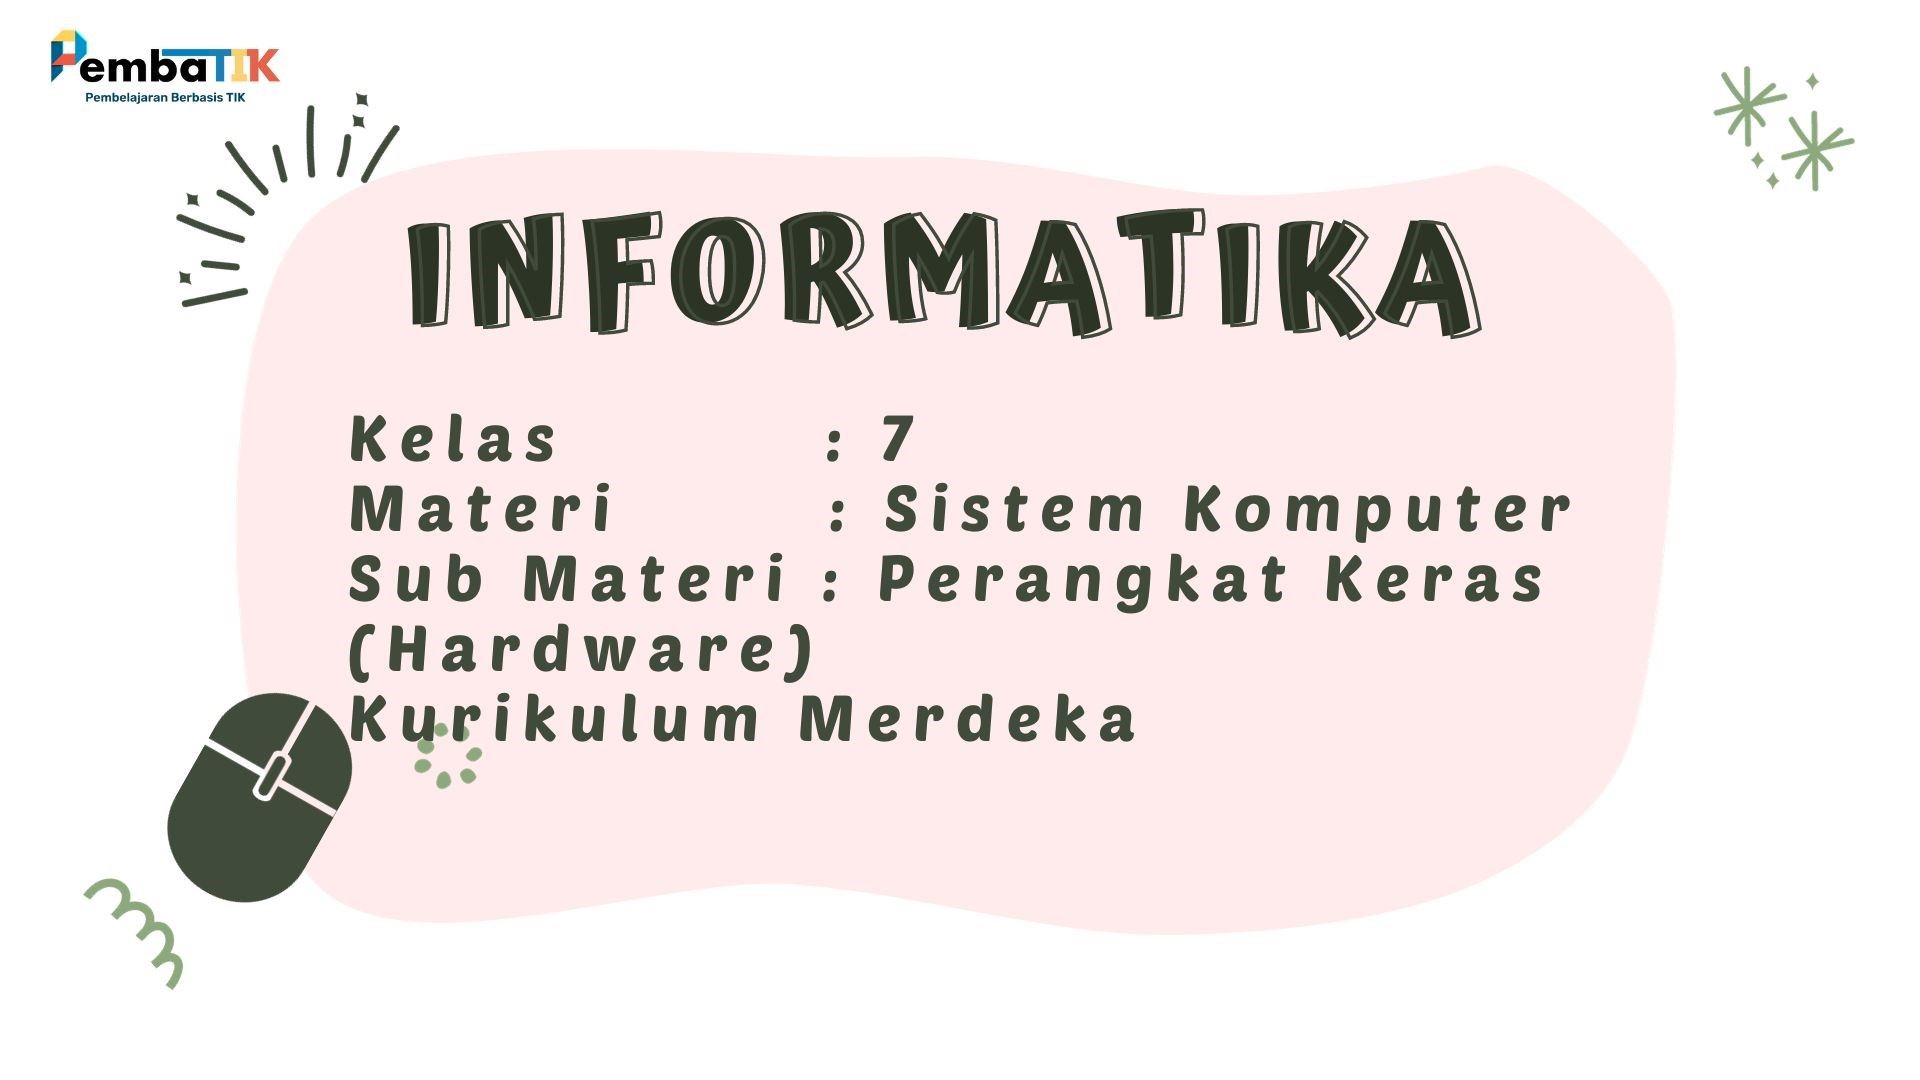 PembaTIK
Pembelajaran Berbasis TIK
INFORMATIKA
Kelas : 7
Materi : Sistem Komputer
Sub Materi : Perangkat Keras
(Hardware)
Kurikulum Merdeka